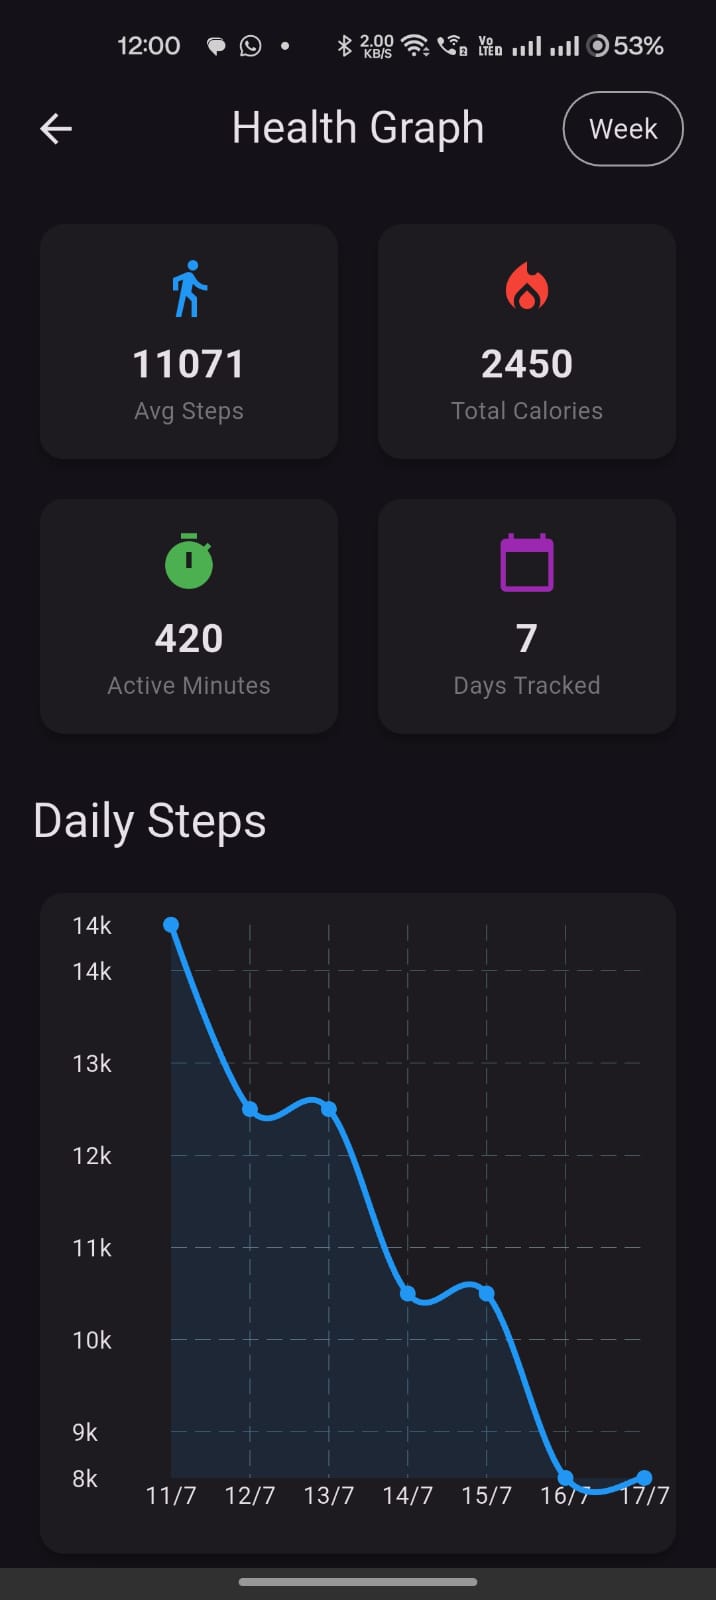 12:00 2.00 KB/S Vo LTE 53%
Health Graph Week
11071 2450
Avg Steps Total Calories
420 7
Active Minutes Days Tracked
Daily Steps
14k
14k
13k
12k
11k
10k
9k
8k
11/7 12/7 13/7 14/7 15/7 16/7 17/7